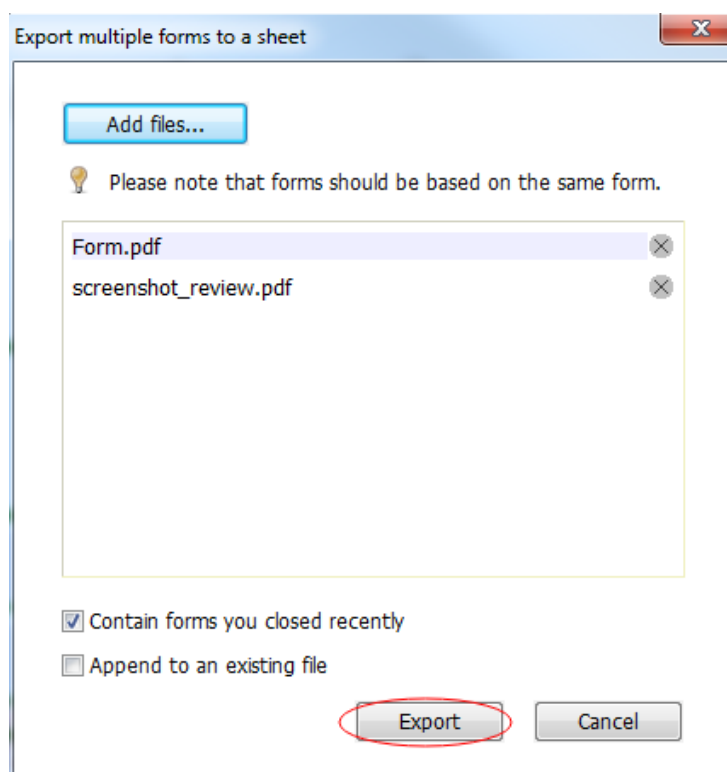 Export multiple forms to a sheet
Add files...
Please note that forms should be based on the same form.
Form.pdf
screenshot_review.pdf
Contain forms you closed recently
Append to an existing file
Export Cancel